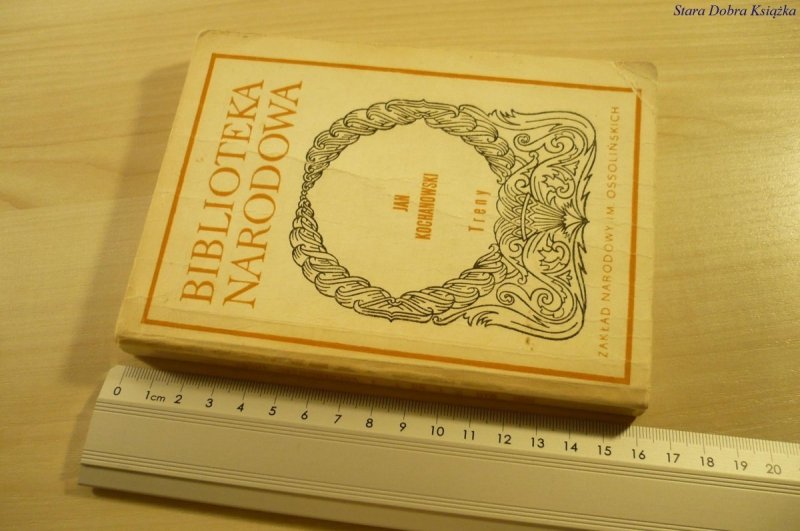 Stara Dobra Książka
BIBLIOTEKA
NARODOWA
JAN
KOCHANOWSKI
Treny
ZAKŁAD NARODOWY IM. OSSOLIŃSKICH
0 1cm 2 3 4 5 6 7 8 9 10 11 12 13 14 15 16 17 18 19 20